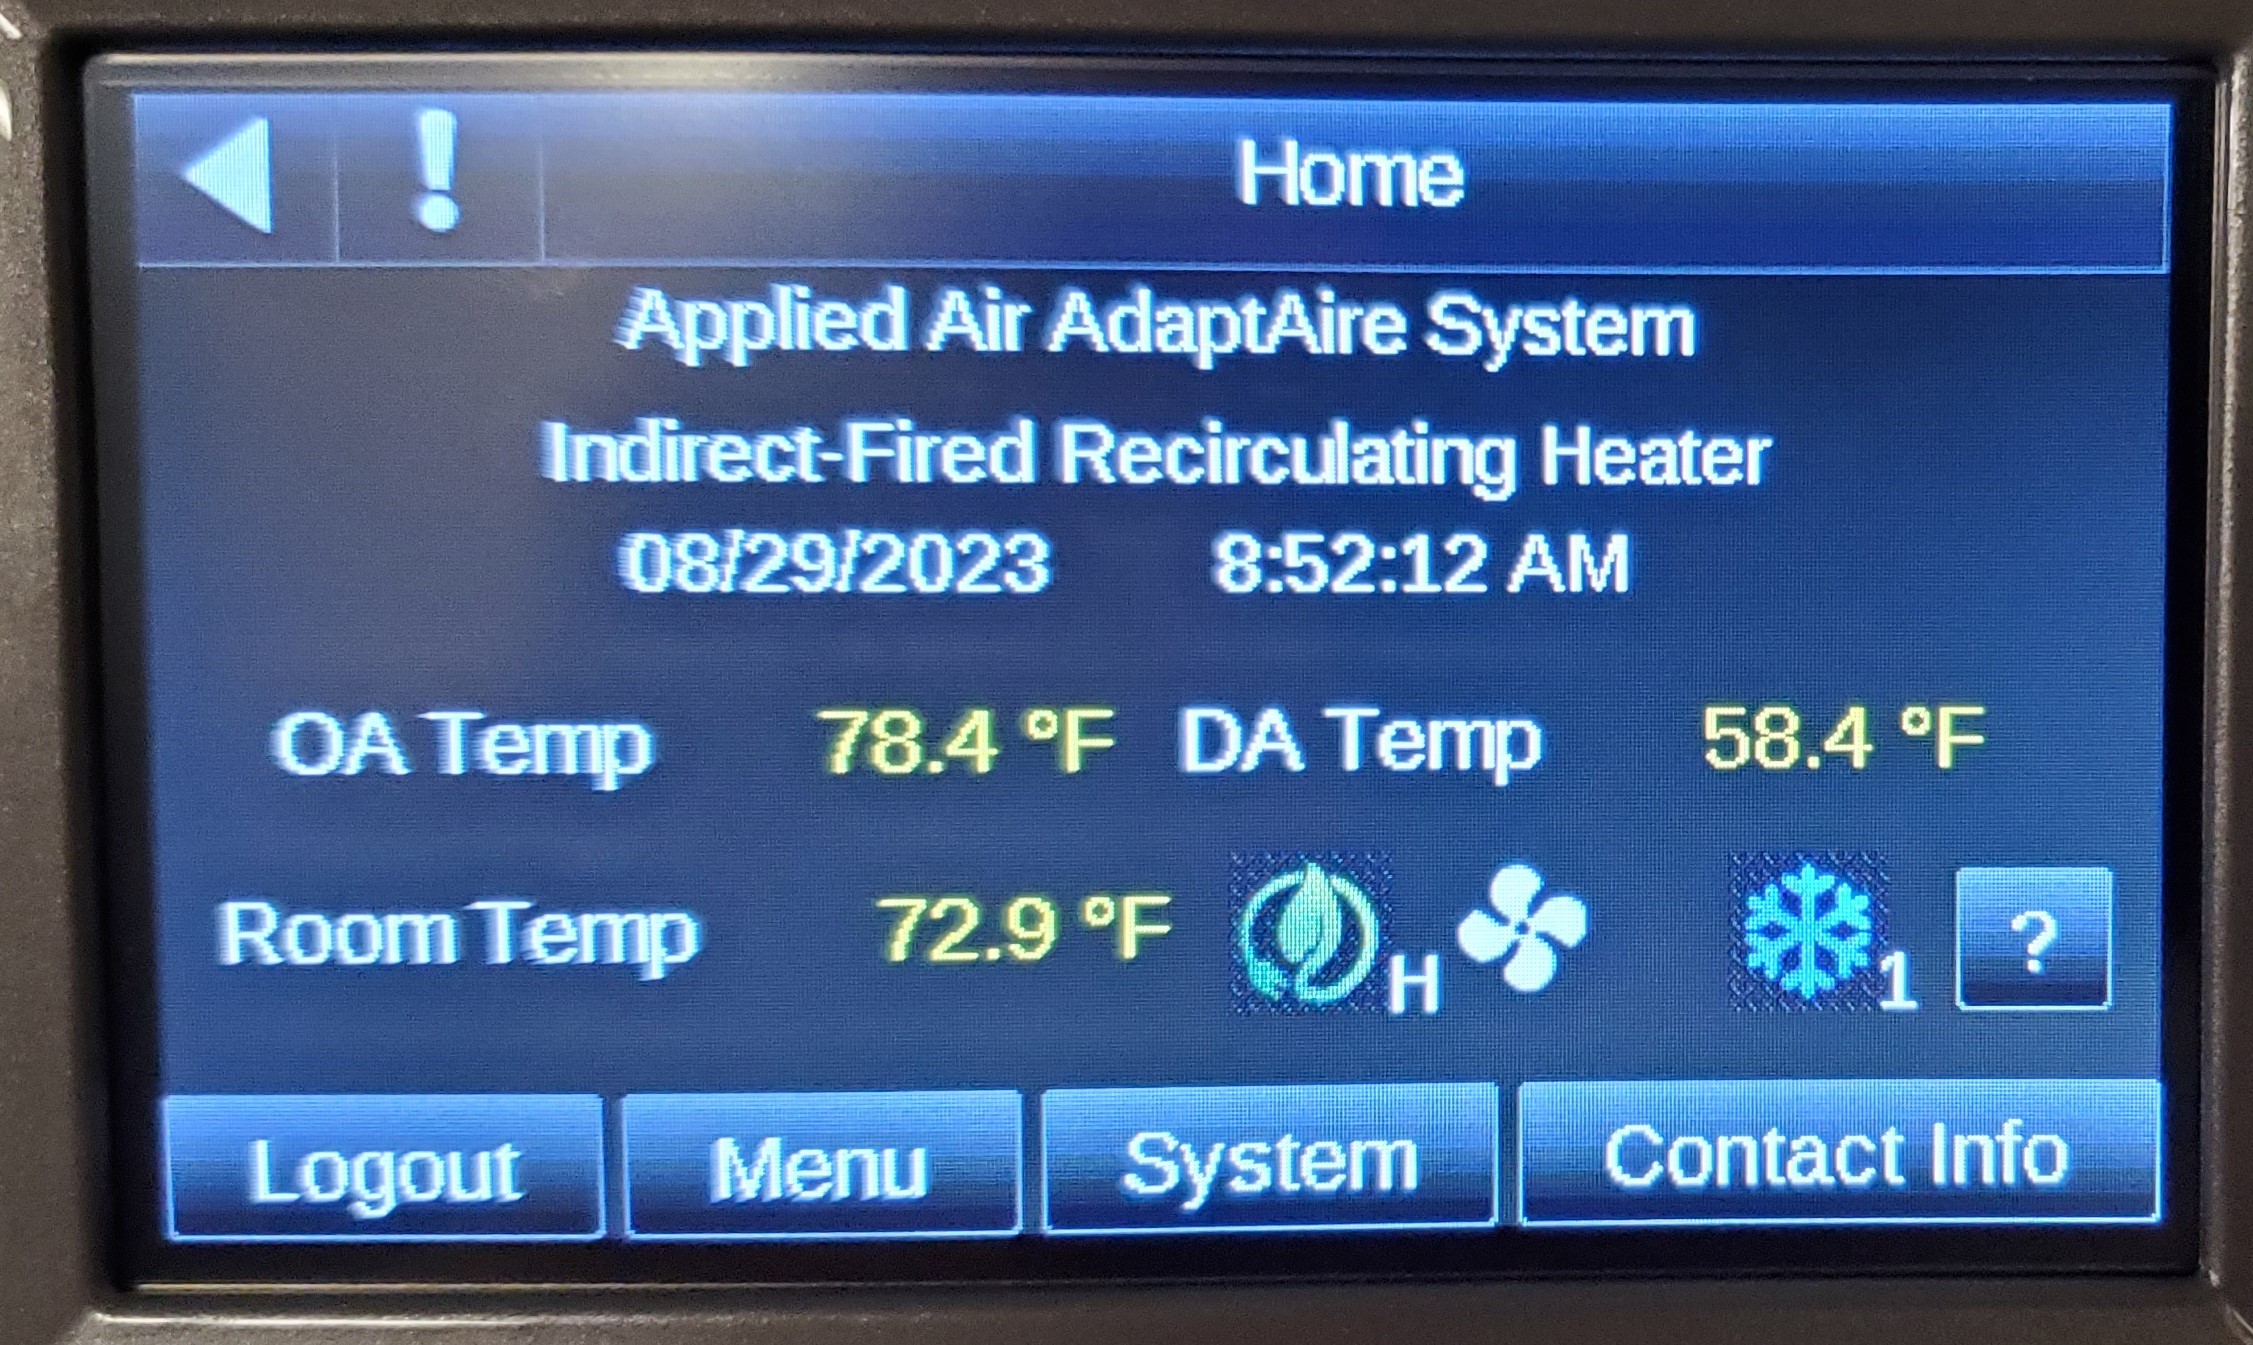 !
Home
Applied Air AdaptAire System
Indirect-Fired Recirculating Heater
08/29/2023 8:52:12 AM
OA Temp 78.4 °F DA Temp 58.4 °F
Room Temp 72.9 °F H 1 ?
Logout Menu System Contact Info